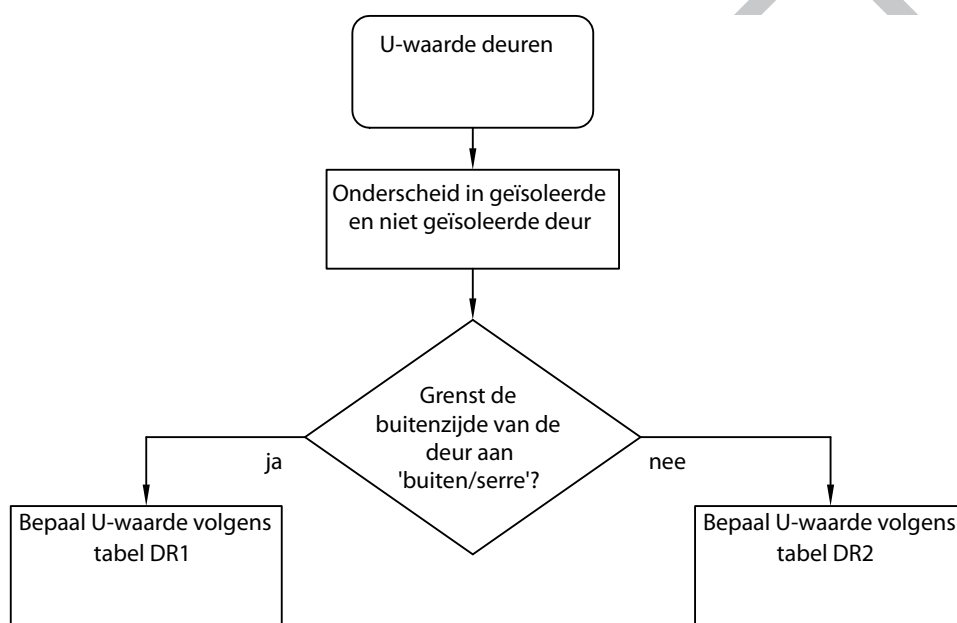 U-waarde deuren
Onderscheid in geïsoleerde
en niet geïsoleerde deur
Grenst de
buitenzijde van de
deur aan
'buiten/serre'?
ja
nee
Bepaal U-waarde volgens
tabel DR1
Bepaal U-waarde volgens
tabel DR2